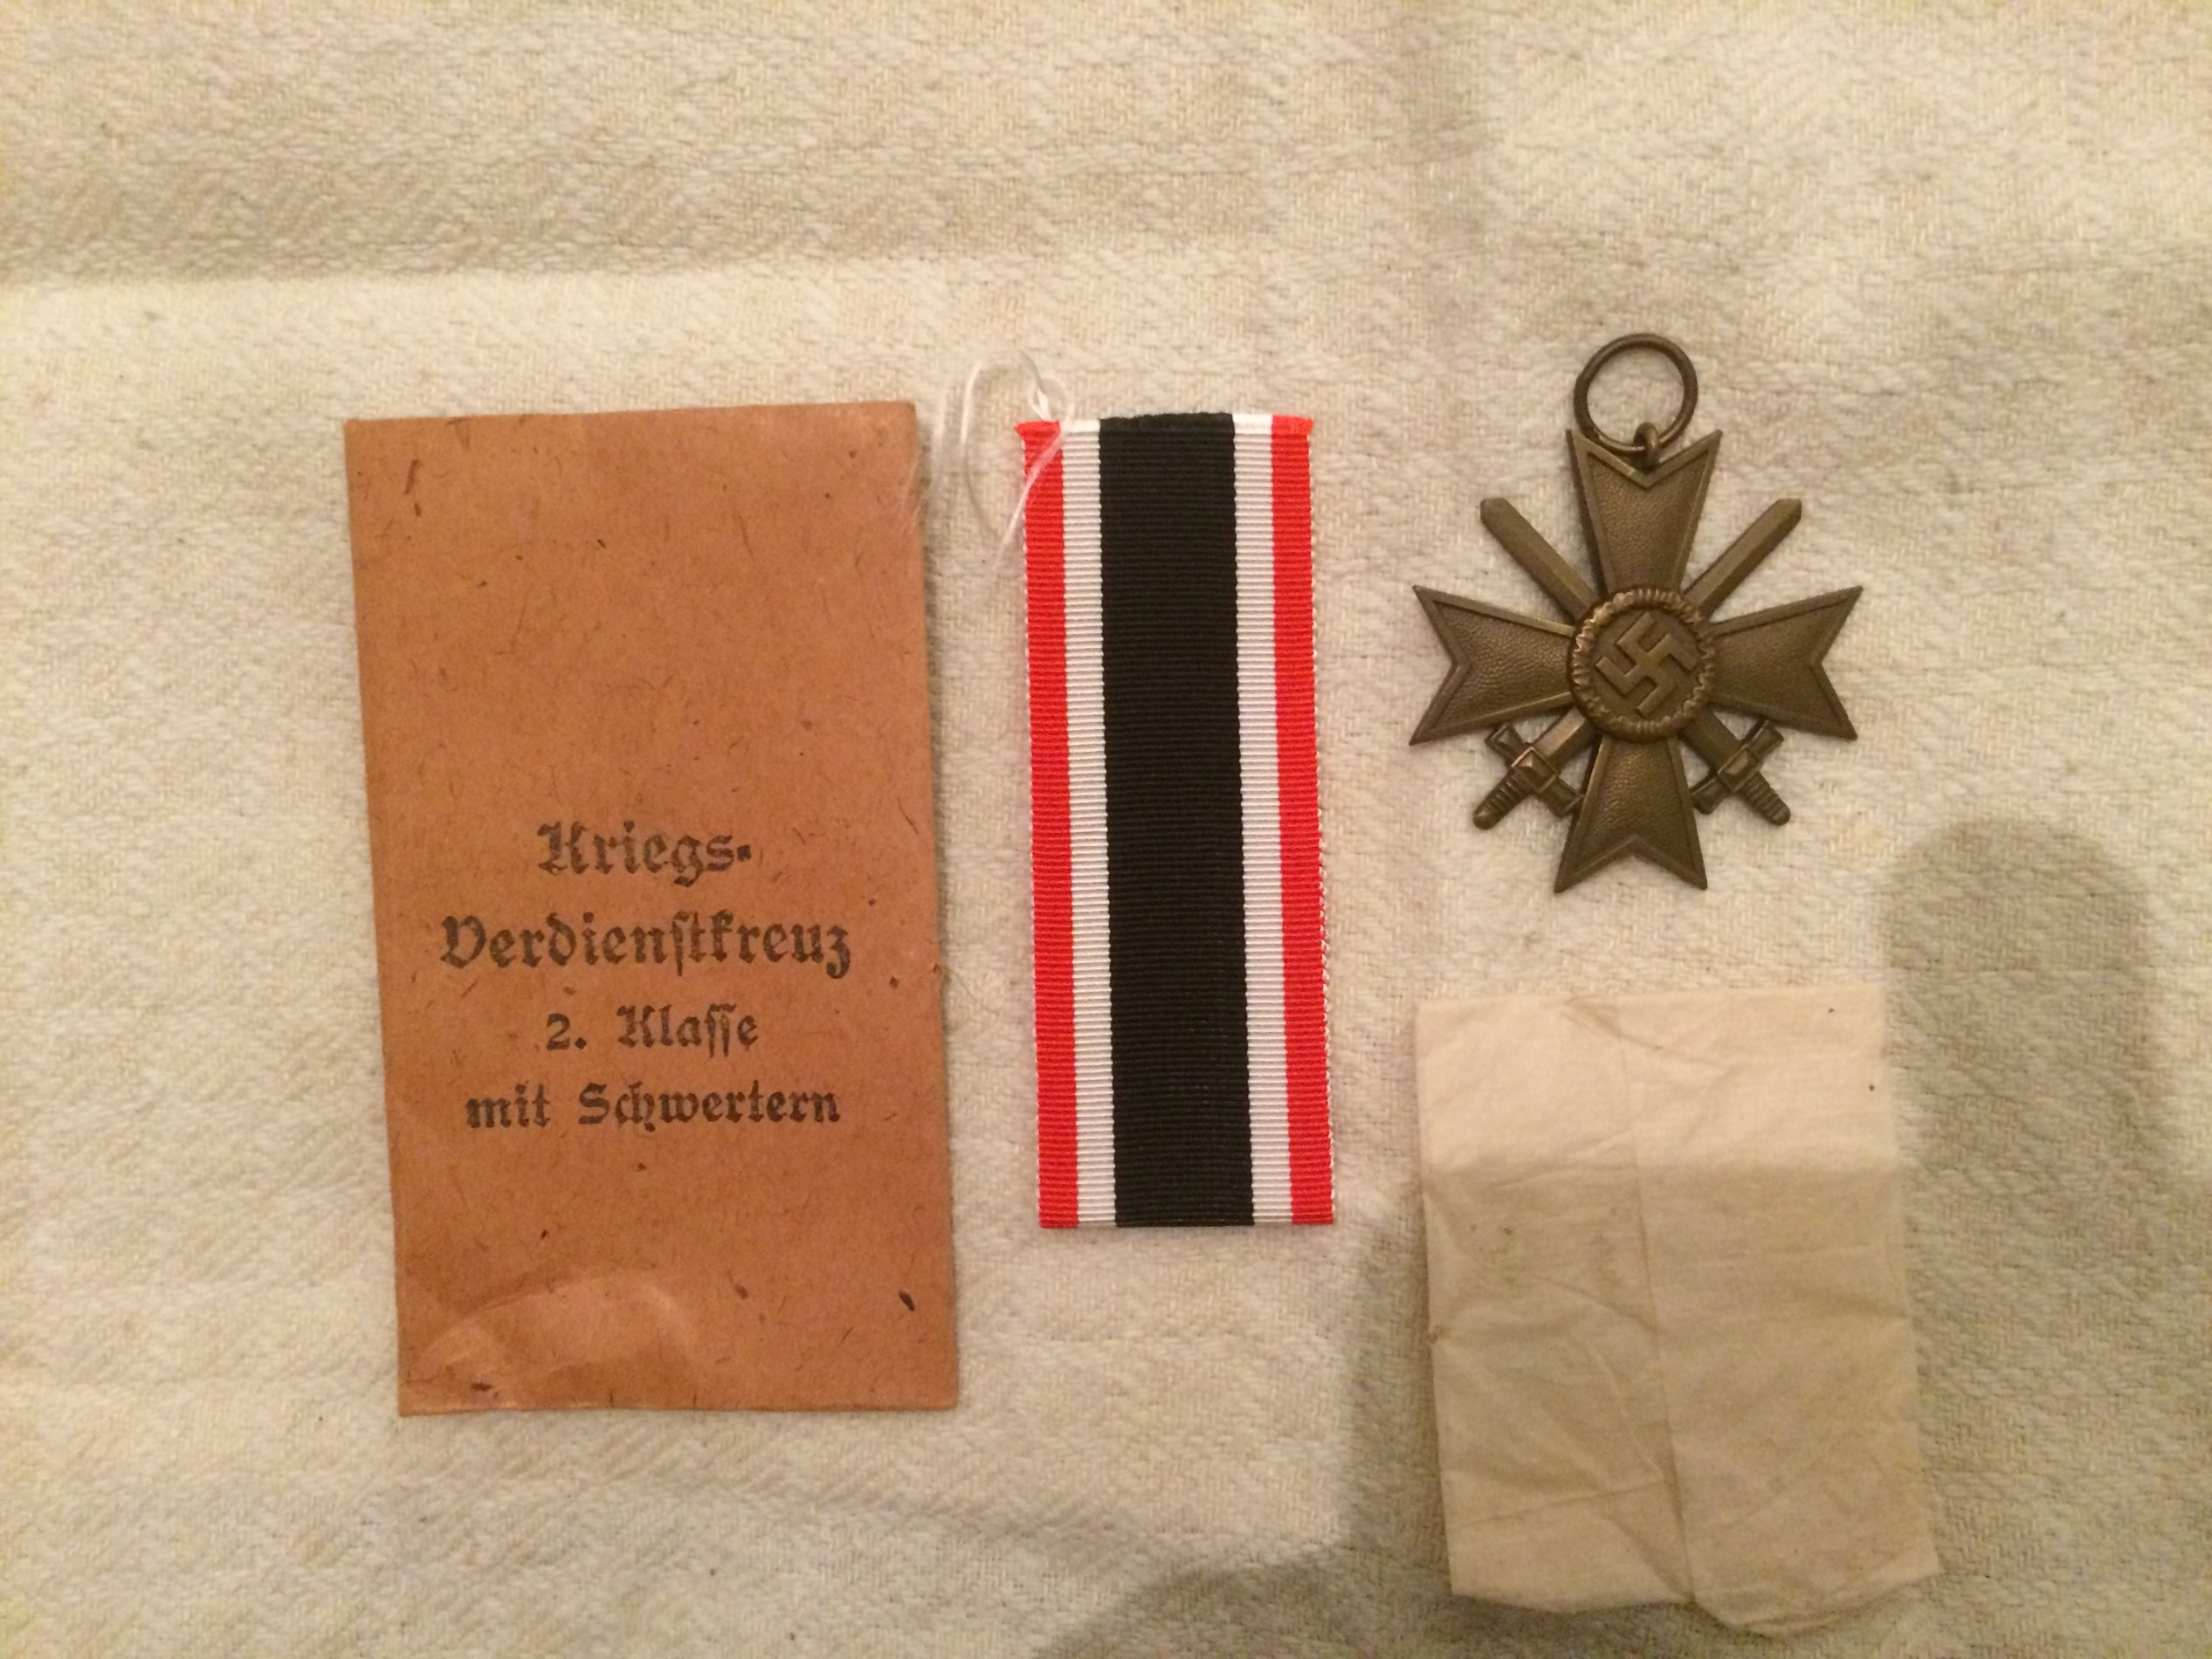 Kriegs-
Verdienſtkreuz
2. Klaſſe
mit Schwertern